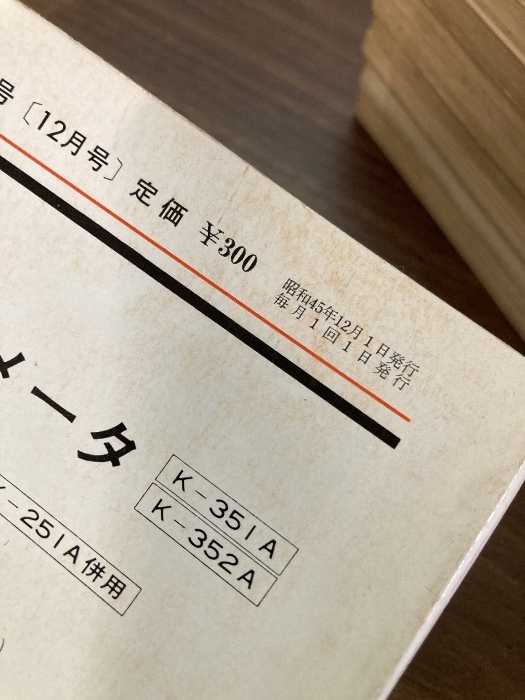 号〔12月号〕定価 ¥300
昭和45年12月1日発行
毎月1回1日発行
メータ
K-351A
K-352A
K-251A併用
)